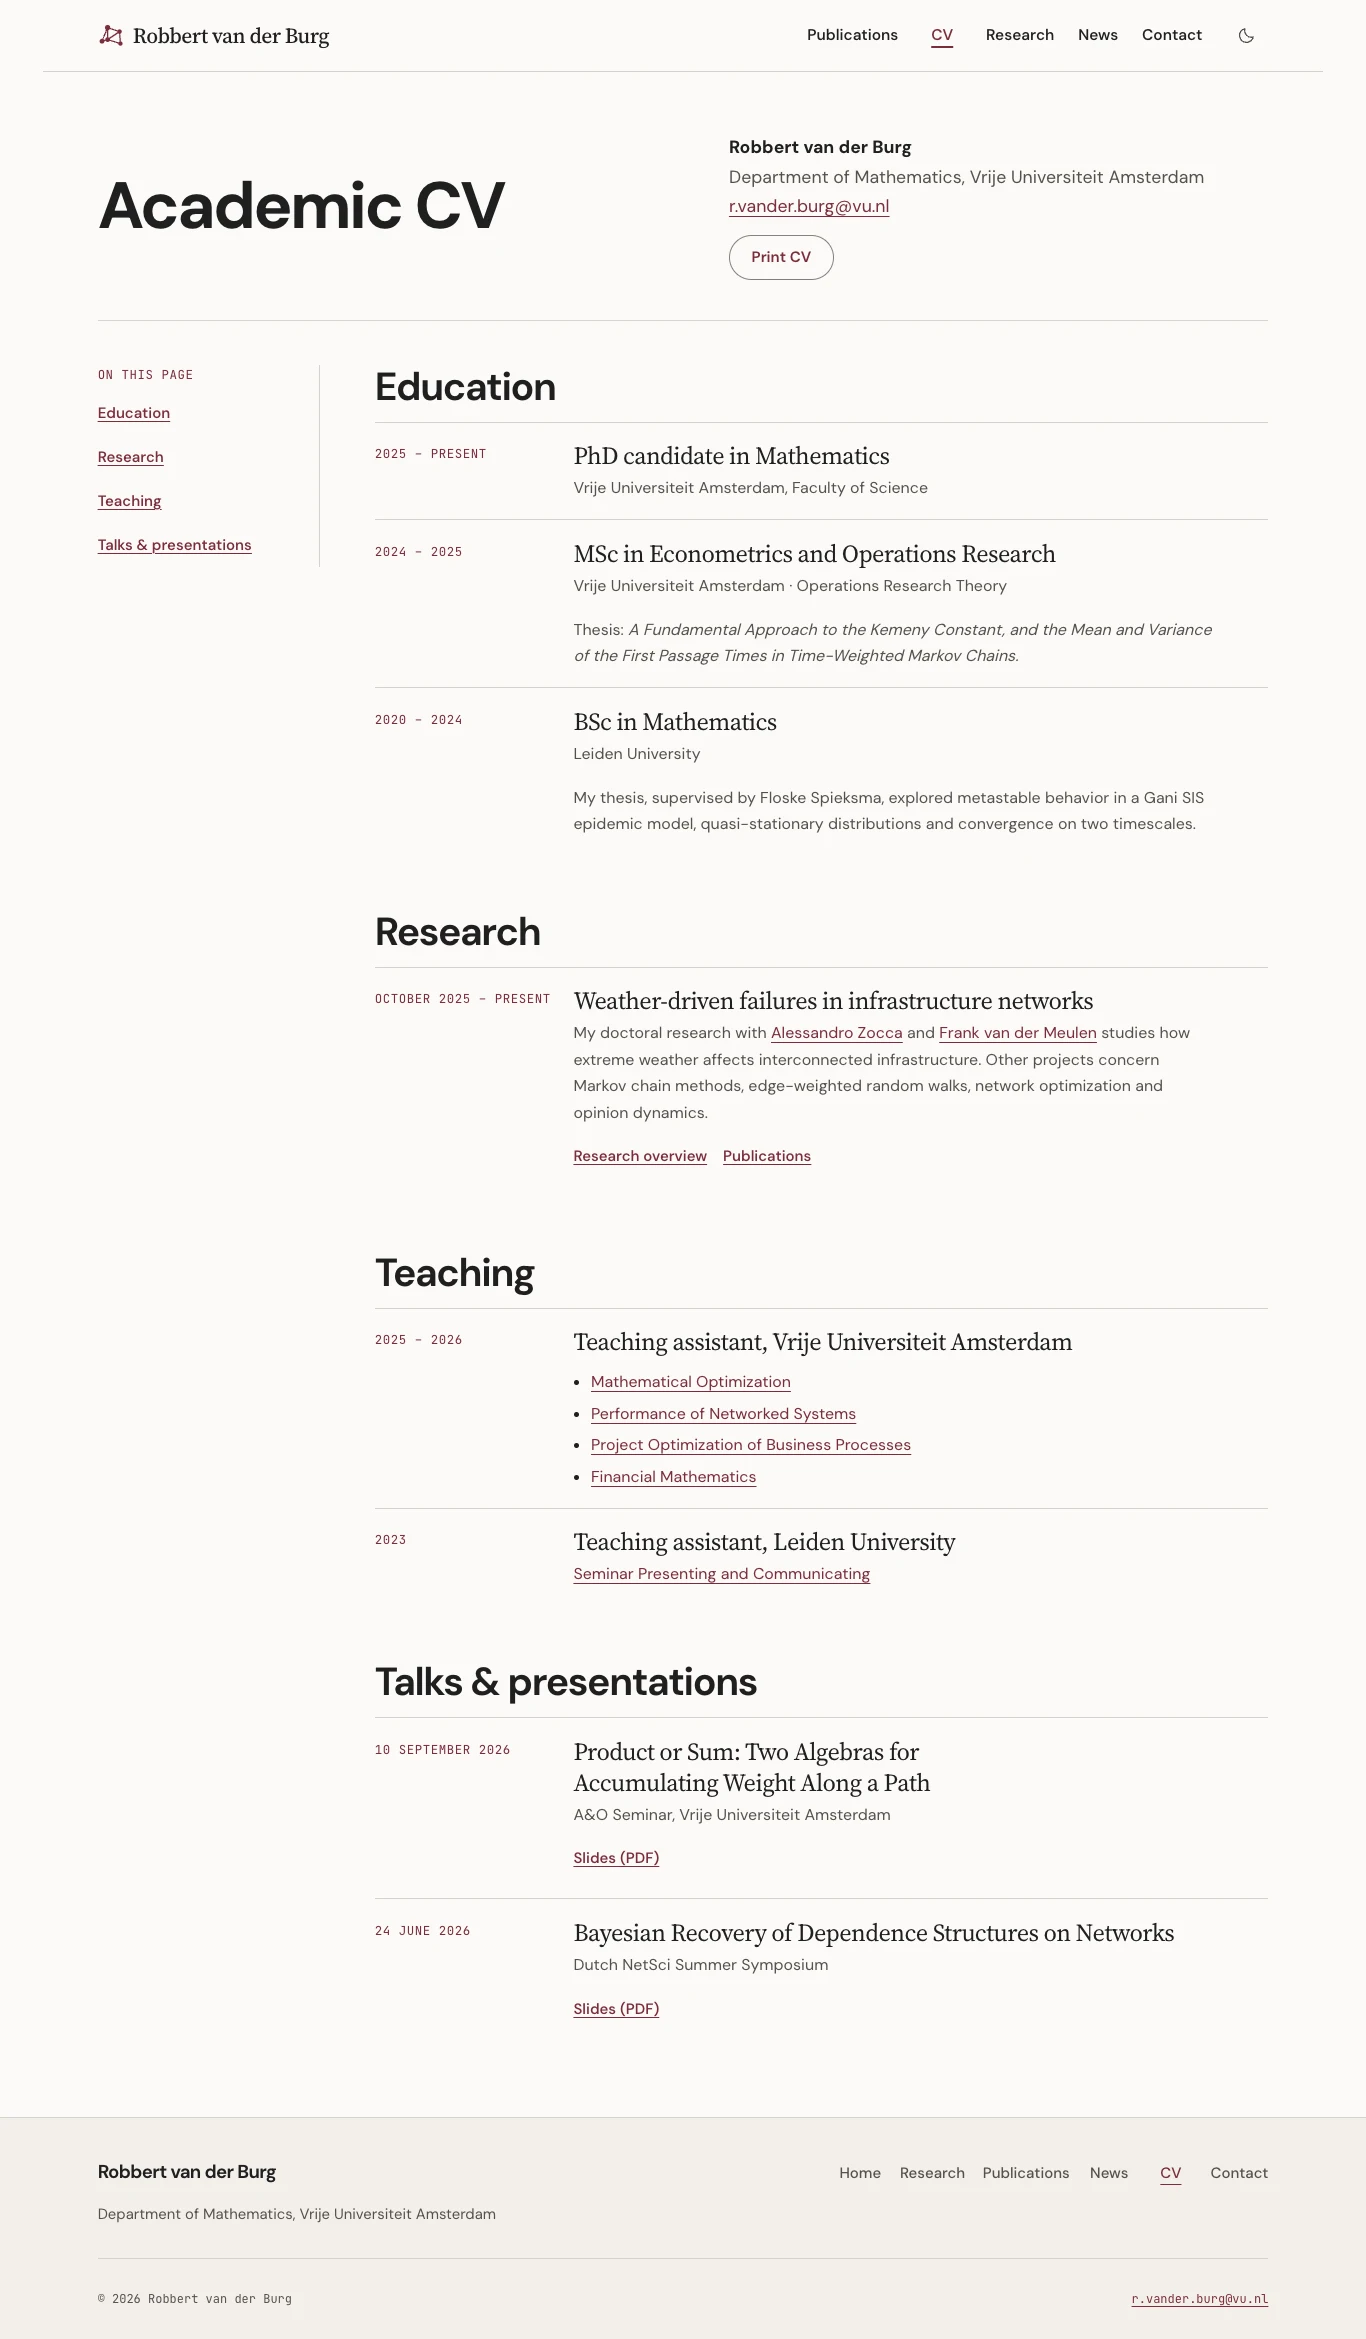 Robbert van der Burg
Publications CV Research News Contact
Academic CV
Robbert van der Burg
Department of Mathematics, Vrije Universiteit Amsterdam
r.vander.burg@vu.nl
Print CV
ON THIS PAGE
Education
Research
Teaching
Talks & presentations
Education
2025 – PRESENT
PhD candidate in Mathematics
Vrije Universiteit Amsterdam, Faculty of Science
2024 – 2025
MSc in Econometrics and Operations Research
Vrije Universiteit Amsterdam · Operations Research Theory
Thesis: A Fundamental Approach to the Kemeny Constant, and the Mean and Variance
of the First Passage Times in Time-Weighted Markov Chains.
2020 – 2024
BSc in Mathematics
Leiden University
My thesis, supervised by Floske Spieksma, explored metastable behavior in a Gani SIS
epidemic model, quasi-stationary distributions and convergence on two timescales.
Research
OCTOBER 2025 – PRESENT
Weather-driven failures in infrastructure networks
My doctoral research with Alessandro Zocca and Frank van der Meulen studies how
extreme weather affects interconnected infrastructure. Other projects concern
Markov chain methods, edge-weighted random walks, network optimization and
opinion dynamics.
Research overview Publications
Teaching
2025 – 2026
Teaching assistant, Vrije Universiteit Amsterdam
• Mathematical Optimization
• Performance of Networked Systems
• Project Optimization of Business Processes
• Financial Mathematics
2023
Teaching assistant, Leiden University
Seminar Presenting and Communicating
Talks & presentations
10 SEPTEMBER 2026
Product or Sum: Two Algebras for
Accumulating Weight Along a Path
A&O Seminar, Vrije Universiteit Amsterdam
Slides (PDF)
24 JUNE 2026
Bayesian Recovery of Dependence Structures on Networks
Dutch NetSci Summer Symposium
Slides (PDF)
Robbert van der Burg
Home Research Publications News CV Contact
Department of Mathematics, Vrije Universiteit Amsterdam
© 2026 Robbert van der Burg
r.vander.burg@vu.nl